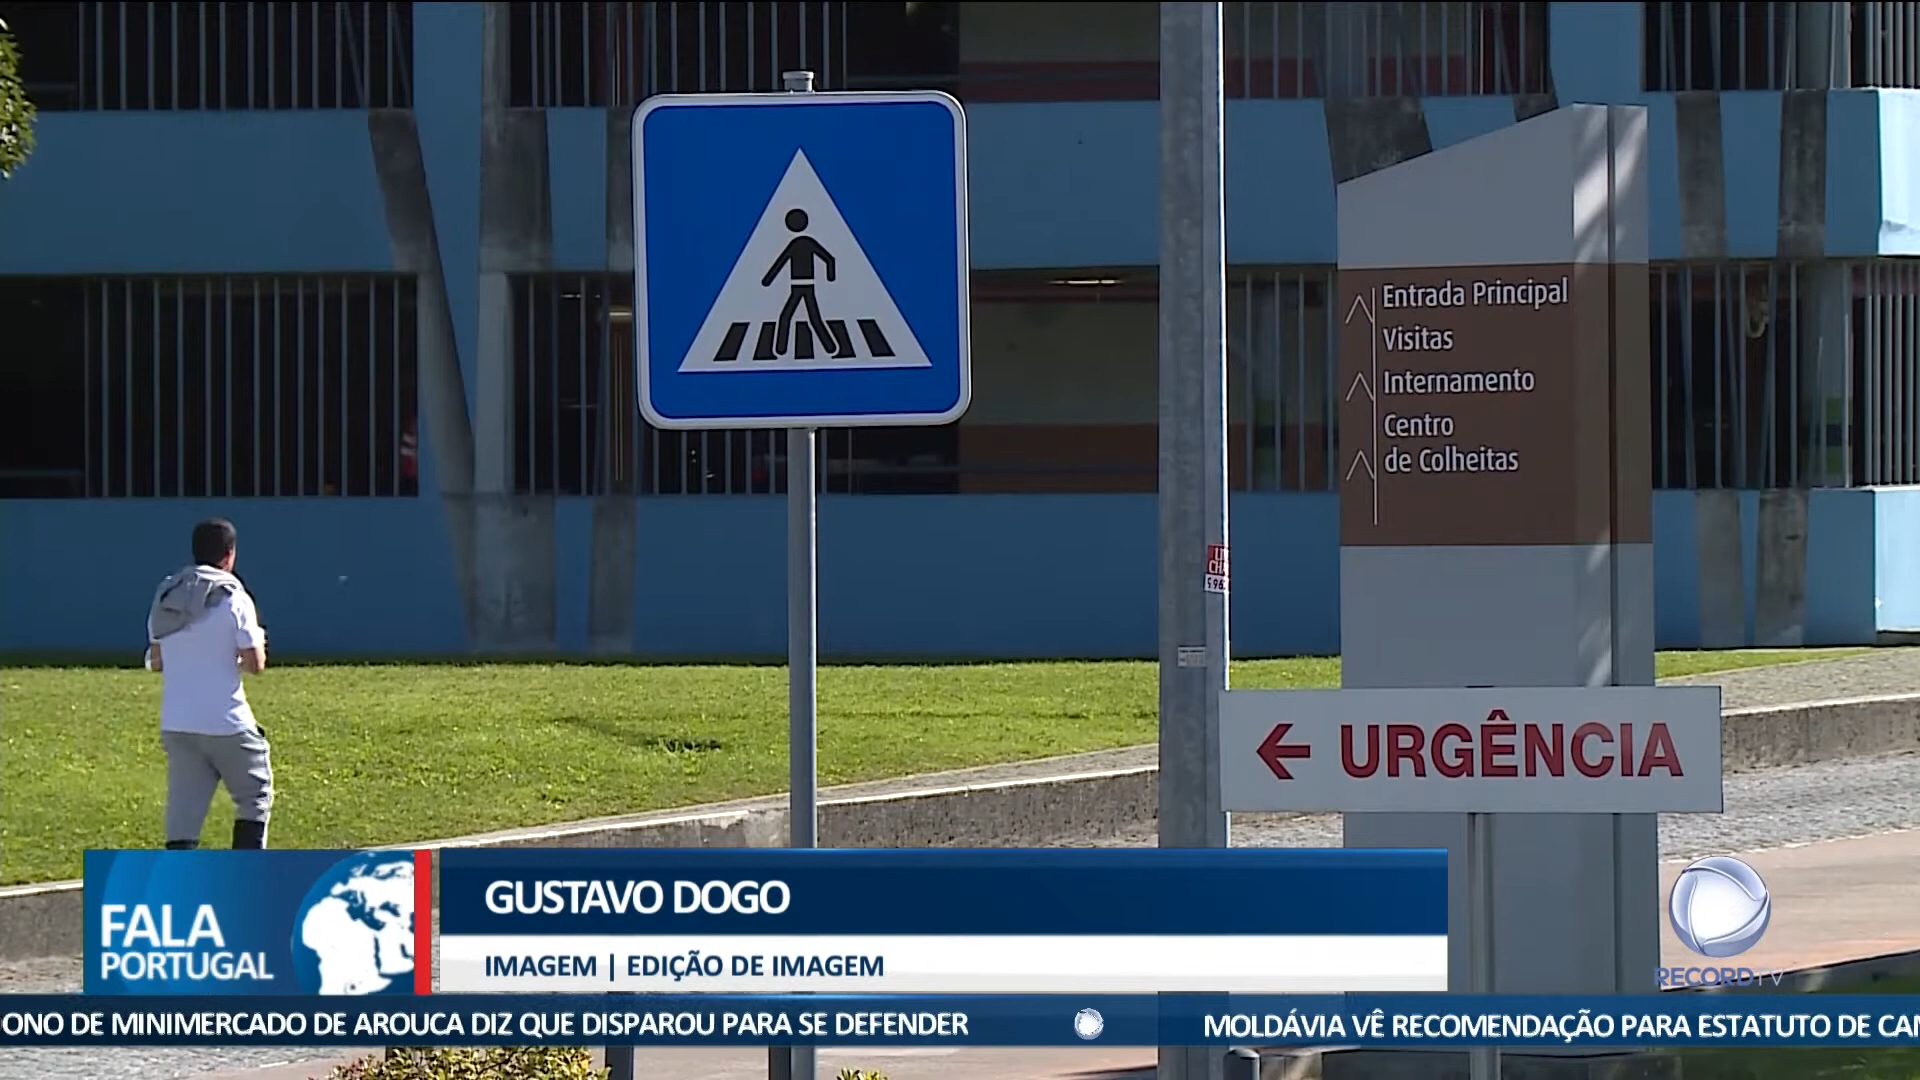 Entrada Principal
Visitas
Internamento
Centro
de Colheitas
URGÊNCIA
FALA
PORTUGAL
GUSTAVO DOGO
IMAGEM | EDIÇÃO DE IMAGEM
RECORD TV
ONO DE MINIMERCADO DE AROUCA DIZ QUE DISPAROU PARA SE DEFENDER
MOLDÁVIA VÊ RECOMENDAÇÃO PARA ESTATUTO DE CAN